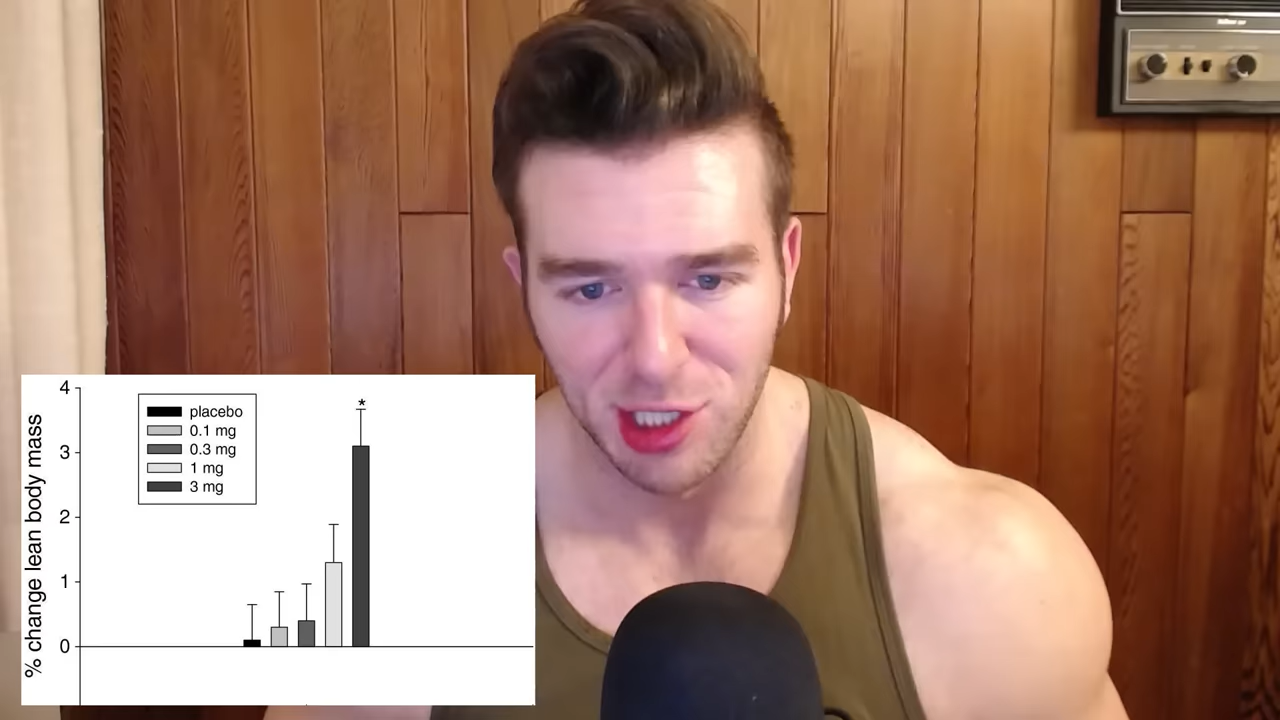 4
3
2
1
0
% change lean body mass
placebo
0.1 mg
0.3 mg
1 mg
3 mg
*